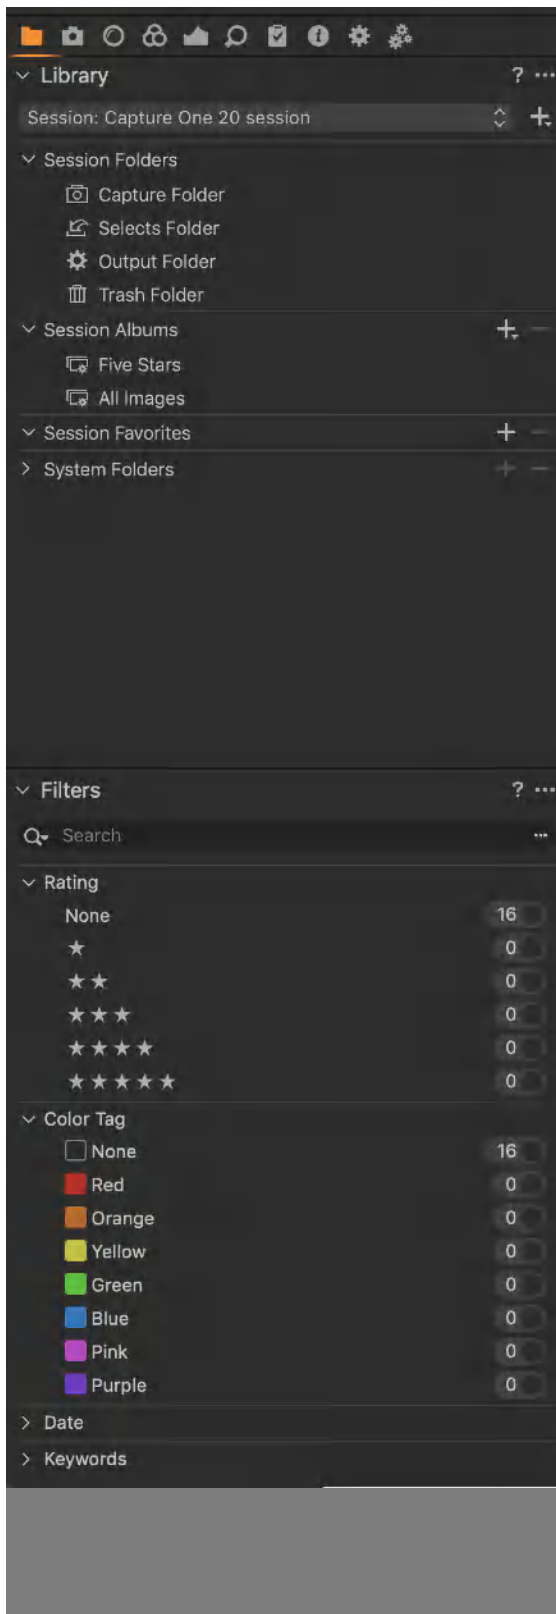 Library
? ...
Session: Capture One 20 session
Session Folders
Capture Folder
Selects Folder
Output Folder
Trash Folder
Session Albums
Five Stars
All Images
Session Favorites
System Folders
Filters
? ...
Search
...
Rating
None 16
★ 0
★★ 0
★★★ 0
★★★★ 0
★★★★★ 0
Color Tag
None 16
Red 0
Orange 0
Yellow 0
Green 0
Blue 0
Pink 0
Purple 0
Date
Keywords